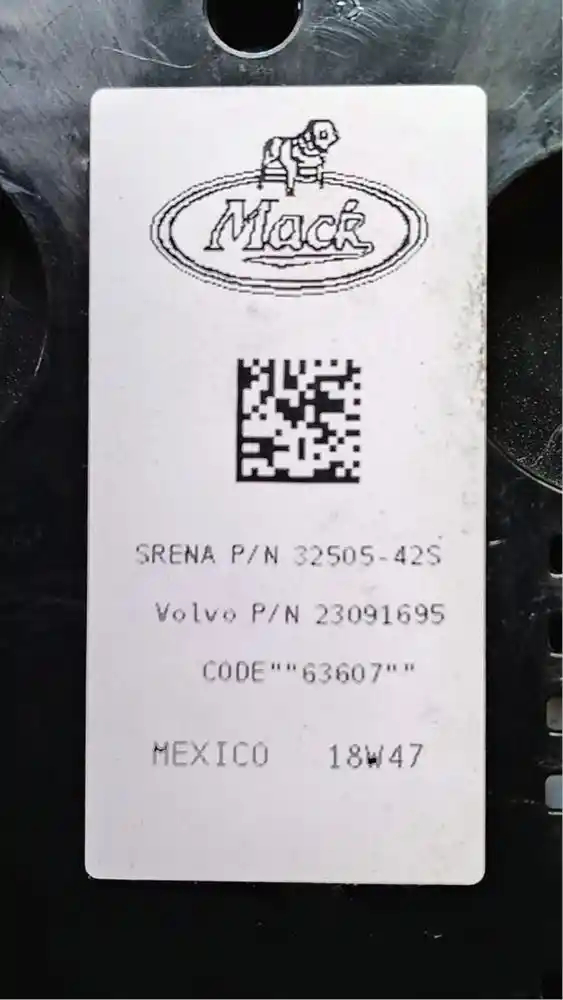 Mack
SRENA P/N 32505-42S
Volvo P/N 23091695
CODE""63607""
MEXICO 18W47